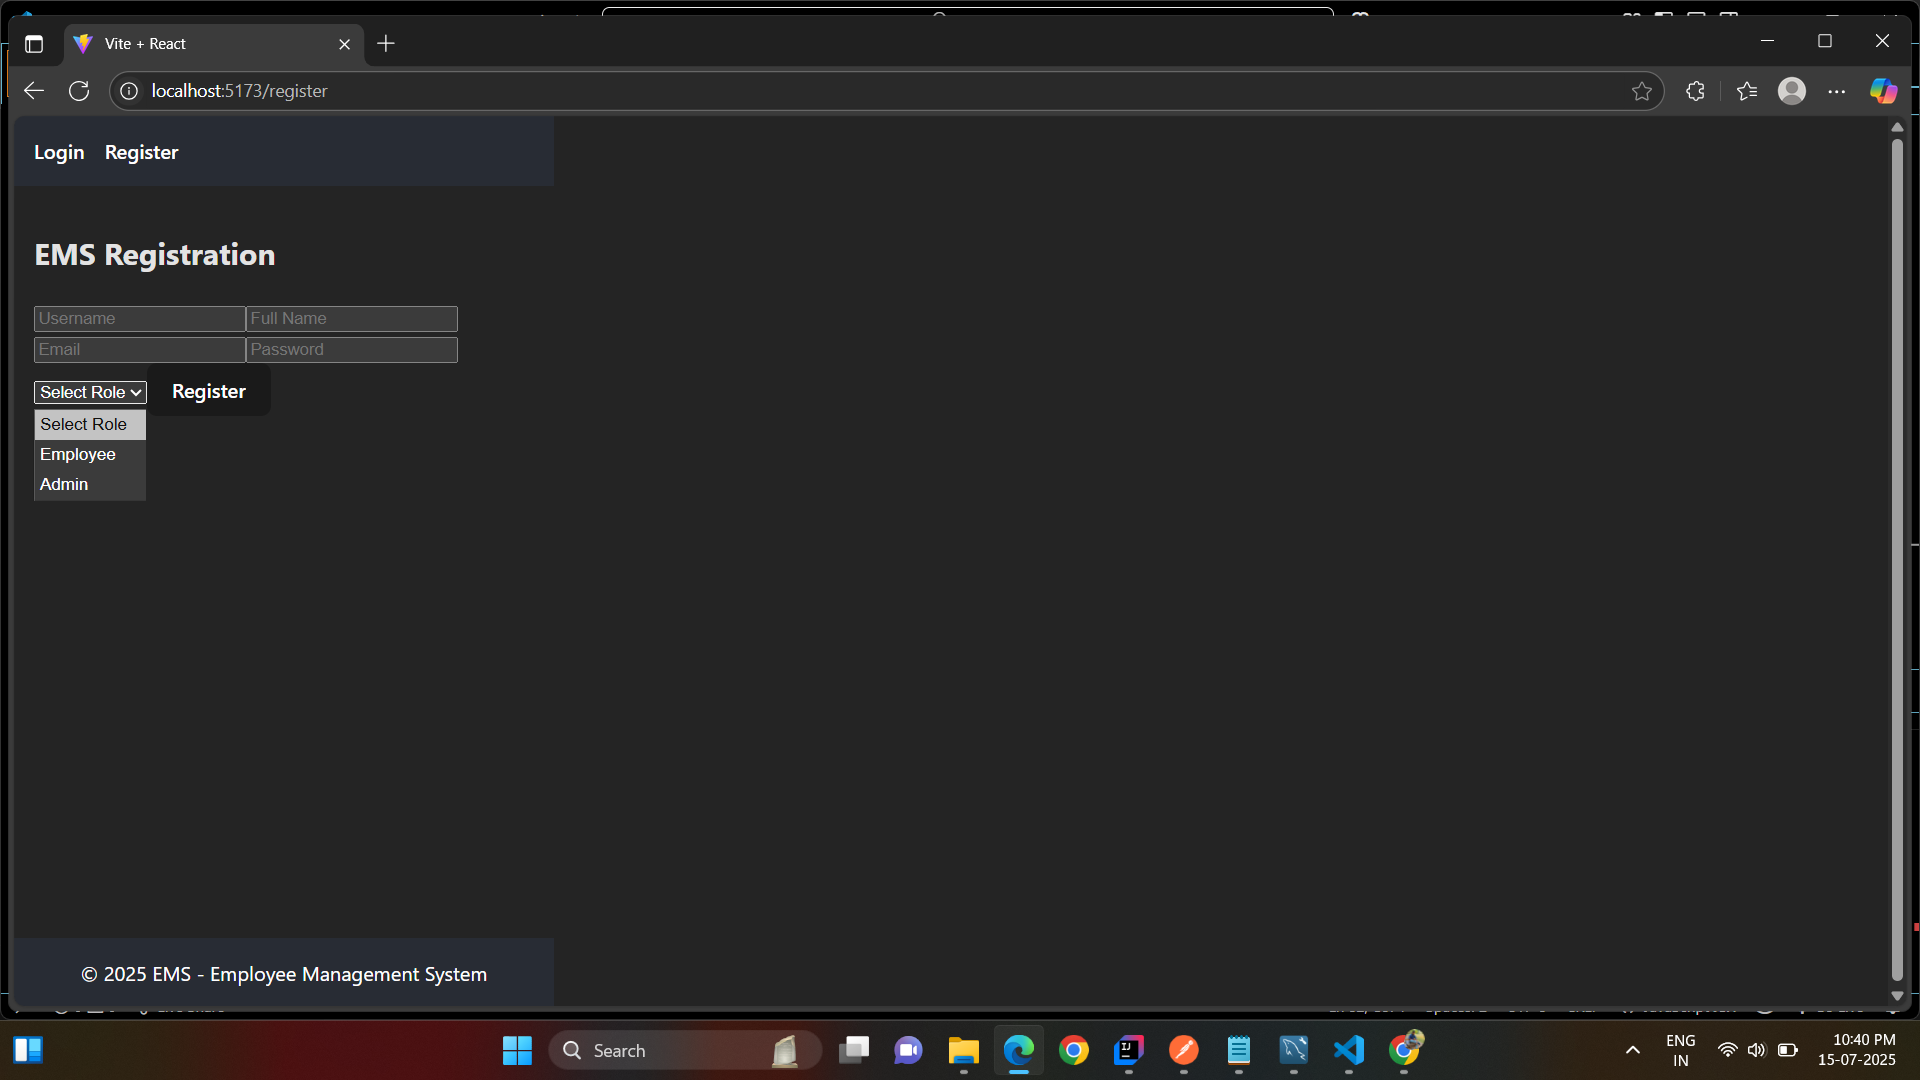 Vite + React
localhost:5173/register
Login Register
EMS Registration
Username Full Name
Email Password
Select Role Register
Select Role
Employee
Admin
© 2025 EMS - Employee Management System
Search
ENG
IN
10:40 PM
15-07-2025